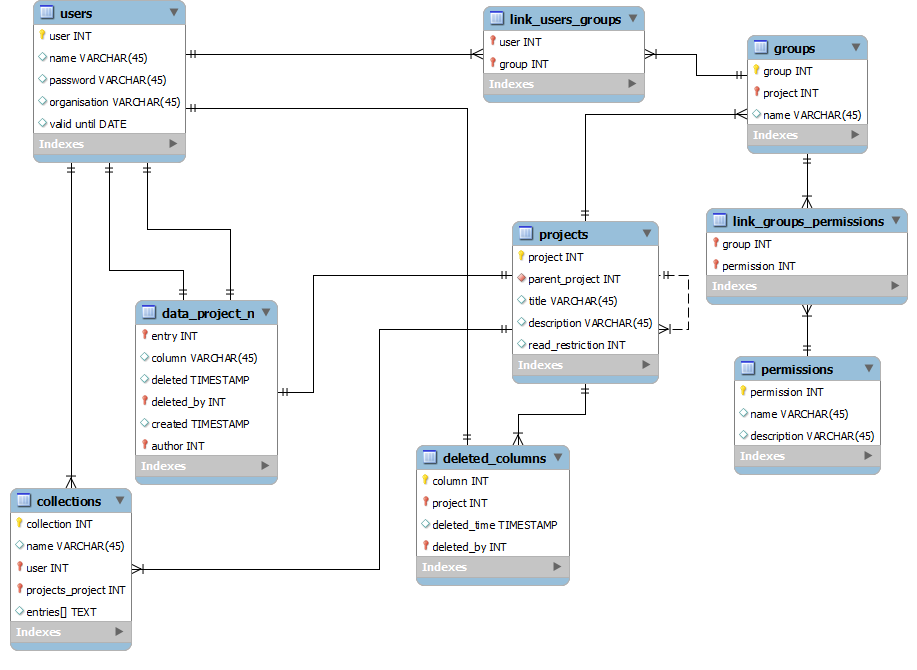 users
user INT
name VARCHAR(45)
password VARCHAR(45)
organisation VARCHAR(45)
valid until DATE
Indexes
link_users_groups
user INT
group INT
Indexes
groups
group INT
project INT
name VARCHAR(45)
Indexes
link_groups_permissions
group INT
permission INT
Indexes
projects
project INT
parent_project INT
title VARCHAR(45)
description VARCHAR(45)
read_restriction INT
Indexes
data_project_n
entry INT
column VARCHAR(45)
deleted TIMESTAMP
deleted_by INT
created TIMESTAMP
author INT
Indexes
permissions
permission INT
name VARCHAR(45)
description VARCHAR(45)
Indexes
deleted_columns
column INT
project INT
deleted_time TIMESTAMP
deleted_by INT
Indexes
collections
collection INT
name VARCHAR(45)
user INT
projects_project INT
entries[] TEXT
Indexes